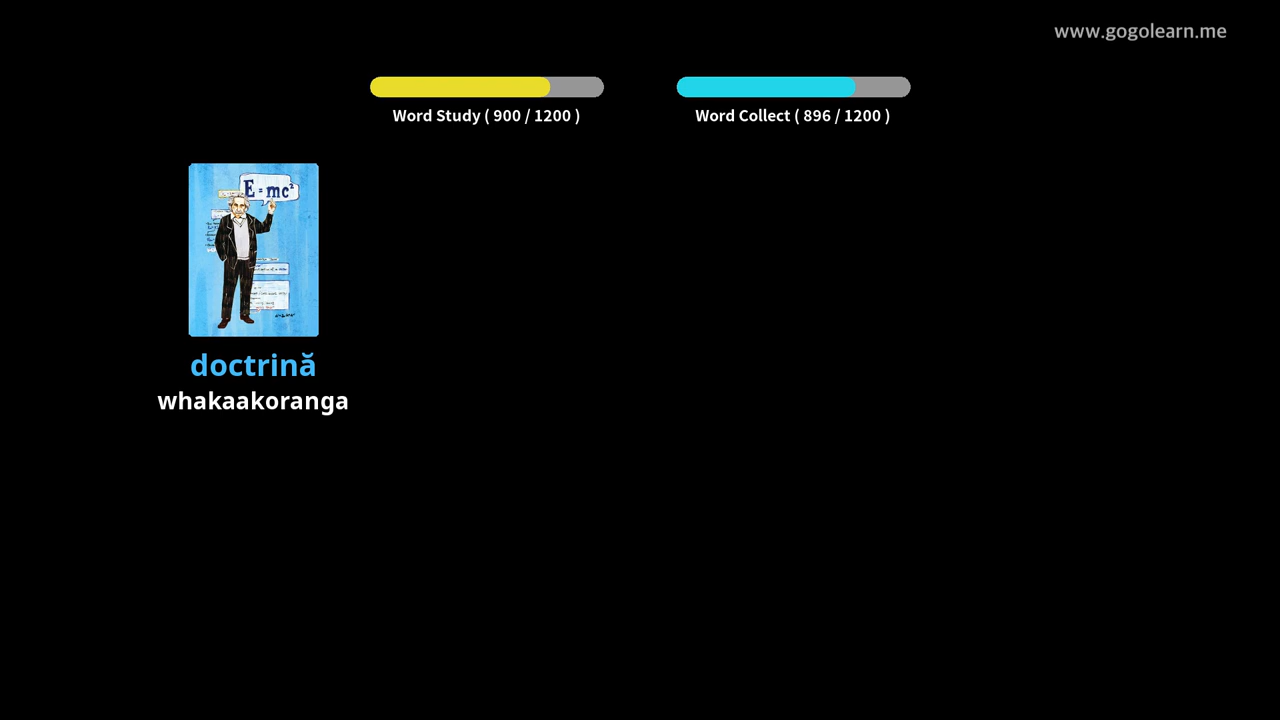 www.gogolearn.me
Word Study ( 900 / 1200 )
Word Collect ( 896 / 1200 )
E = mc²
doctrină
whakaakoranga